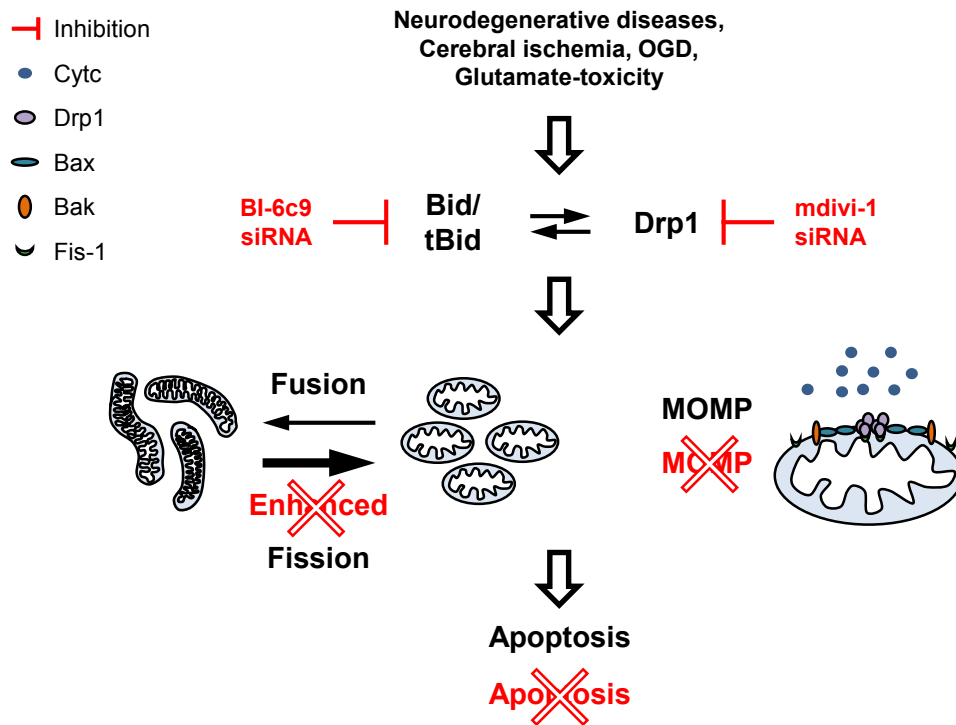 Inhibition
Cytc
Drp1
Bax
Bak
Fis-1
Neurodegenerative diseases,
Cerebral ischemia, OGD,
Glutamate-toxicity
BI-6c9
siRNA
Bid/
tBid
Drp1
mdivi-1
siRNA
Fusion
Enhanced
Fission
MOMP
MOMP
Apoptosis
Apoptosis